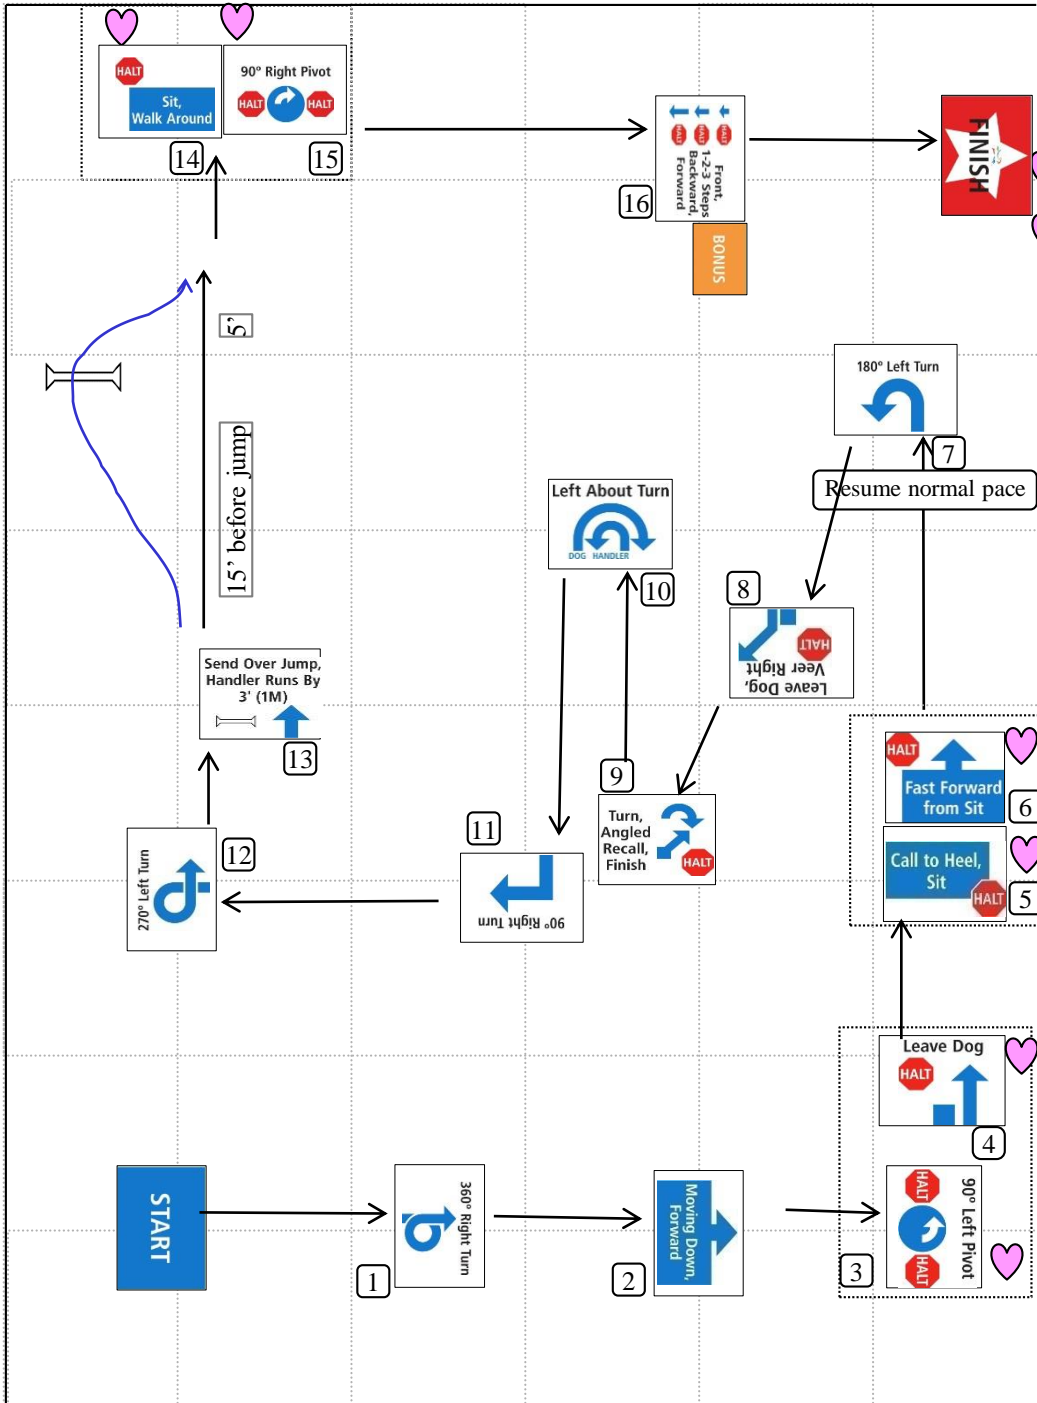 HALT
Sit,
Walk Around
14
90° Right Pivot
HALT
HALT
15
HALT
HALT
HALT
Front,
1-2-3 Steps
Backward,
Forward
16
BONUS
FINISH
5'
15' before jump
180° Left Turn
7
Resume normal pace
Left About Turn
DOG HANDLER
10
8
HALT
Leave Dog,
Veer Right
Send Over Jump,
Handler Runs By
3' (1M)
13
9
Turn,
Angled
Recall,
Finish
HALT
HALT
Fast Forward
from Sit
6
Call to Heel,
Sit
HALT
5
11
90° Right Turn
12
270° Left Turn
Leave Dog
HALT
4
START
360° Right Turn
1
Moving Down,
Forward
2
HALT
HALT
90° Left Pivot
3